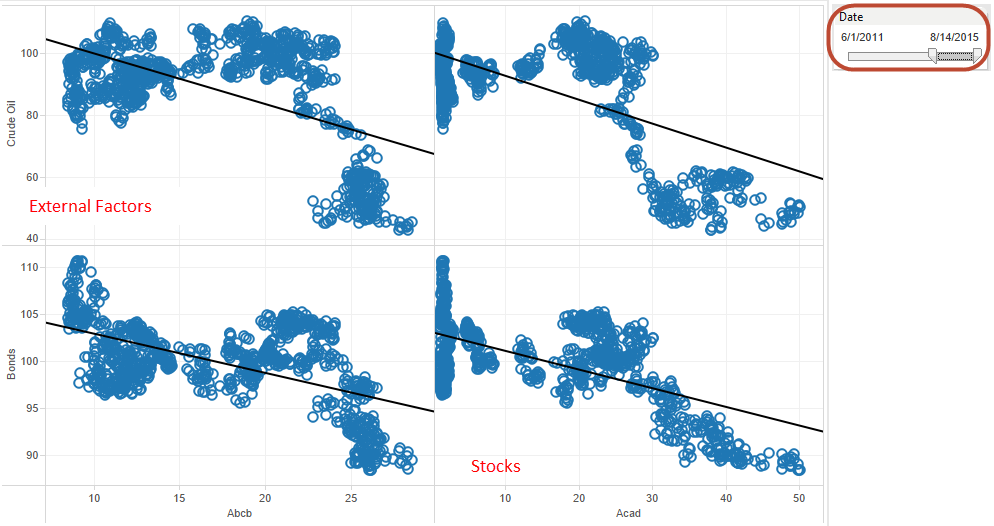 Date
6/1/2011 8/14/2015
Crude Oil
100
80
60
40
External Factors
Bonds
110
105
100
95
90
Stocks
10 15 20 25
10 20 30 40 50
Abcb
Acad